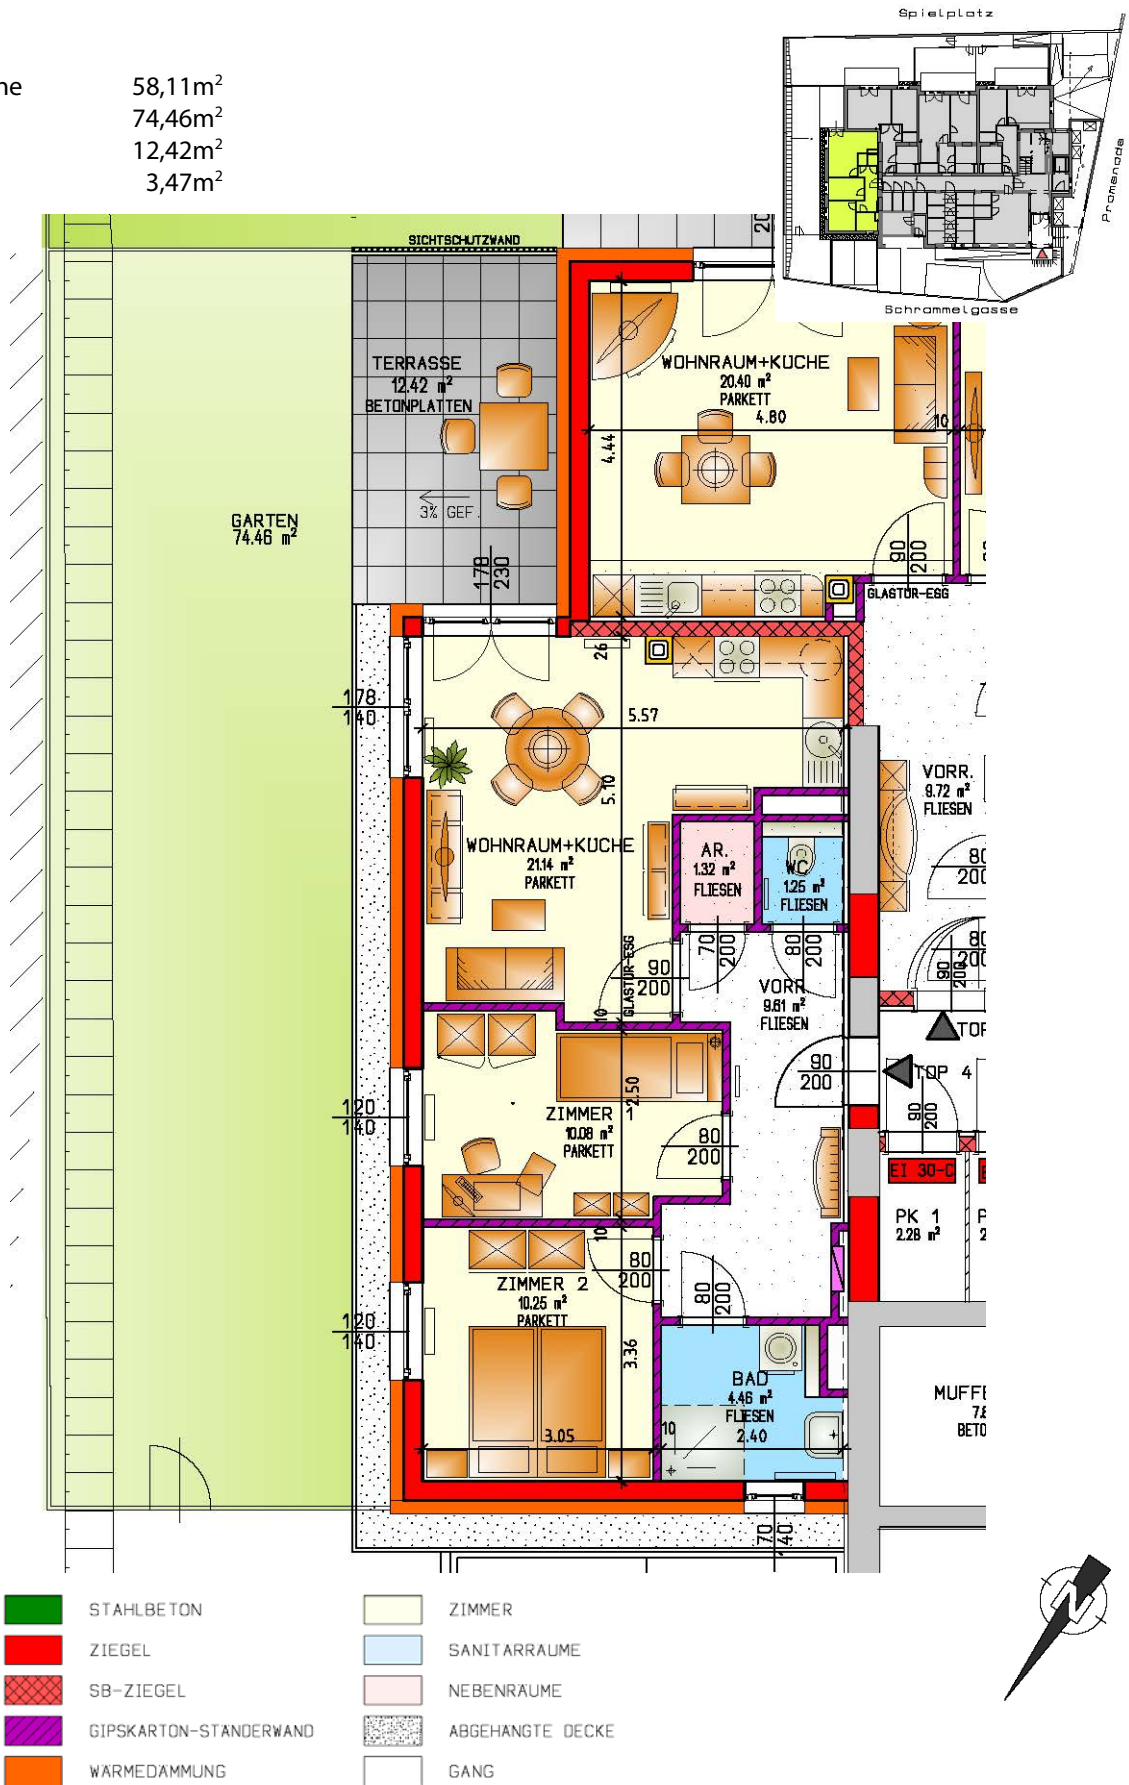 Spielplatz
58,11m²
74,46m²
12,42m²
3,47m²
Promenade
Schrammelgasse
SICHTSCHUTZWAND
TERRASSE
12.42 m²
BETONPLATTEN
3% GEF.
GARTEN
74.46 m²
178
230
WOHNRAUM+KÜCHE
20.40 m²
PARKETT
4.80
10
4.44
90
200
GLASTÜR-ESG
26
178
140
5.57
5.10
WOHNRAUM+KÜCHE
21.14 m²
PARKETT
AR.
1.32 m²
FLIESEN
WC
1.25 m²
FLIESEN
VORR.
9.72 m²
FLIESEN
80
200
70
200
80
200
GLASTÜR-ESG
90
200
VORR.
9.61 m²
FLIESEN
80
200
90
200
10
TOP
TOP 4
90
200
90
200
2.50
ZIMMER 1
10.08 m²
PARKETT
120
140
80
200
EI 30-C
PK 1
2.28 m²
10
80
200
80
200
ZIMMER 2
10.25 m²
PARKETT
120
140
3.36
BAD
4.46 m²
FLIESEN
2.40
10
3.05
70
140
STAHLBETON
ZIEGEL
SB-ZIEGEL
GIPSKARTON-STÄNDERWAND
WÄRMEDÄMMUNG
ZIMMER
SANITÄRRÄUME
NEBENRÄUME
ABGEHÄNGTE DECKE
GANG
N